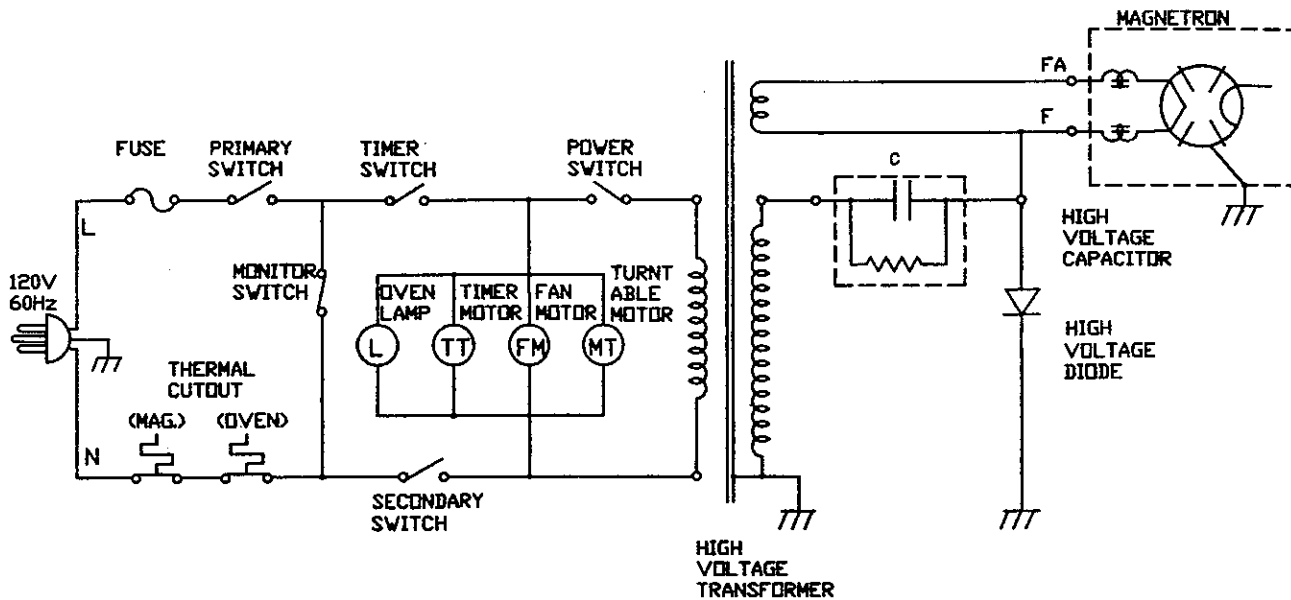 MAGNETRON
FA
F
FUSE
PRIMARY
SWITCH
TIMER
SWITCH
POWER
SWITCH
C
L
HIGH
VOLTAGE
CAPACITOR
120V
60Hz
MONITOR
SWITCH
OVEN
LAMP
TIMER
MOTOR
FAN
MOTOR
TURNT
ABLE
MOTOR
L
TT
FM
MT
HIGH
VOLTAGE
DIODE
THERMAL
CUTOUT
(MAG.)
(OVEN)
N
SECONDARY
SWITCH
HIGH
VOLTAGE
TRANSFORMER